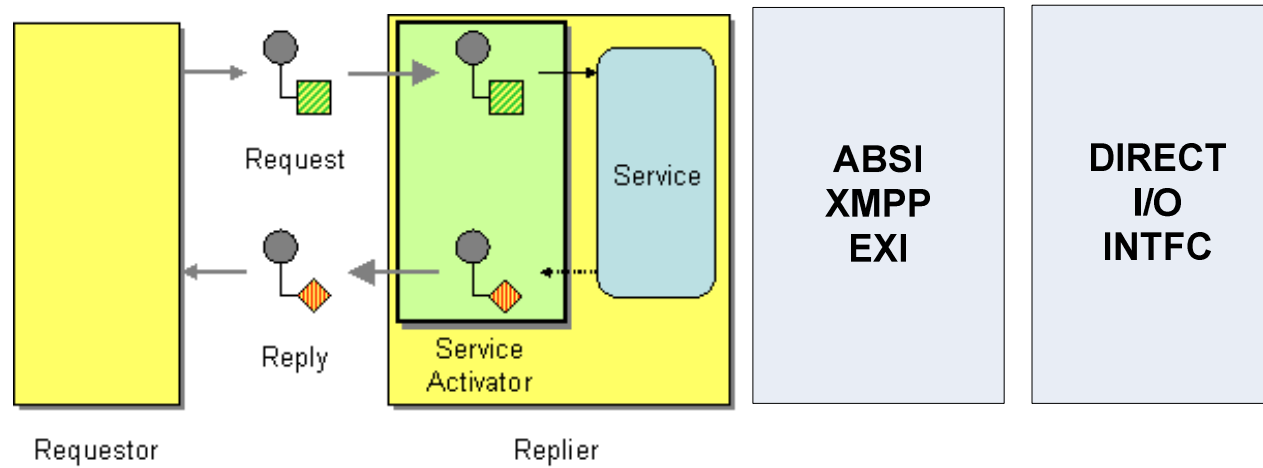 Request
Reply
Requestor
Service
Service
Activator
Replier
ABSI
XMPP
EXI
DIRECT
I/O
INTFC